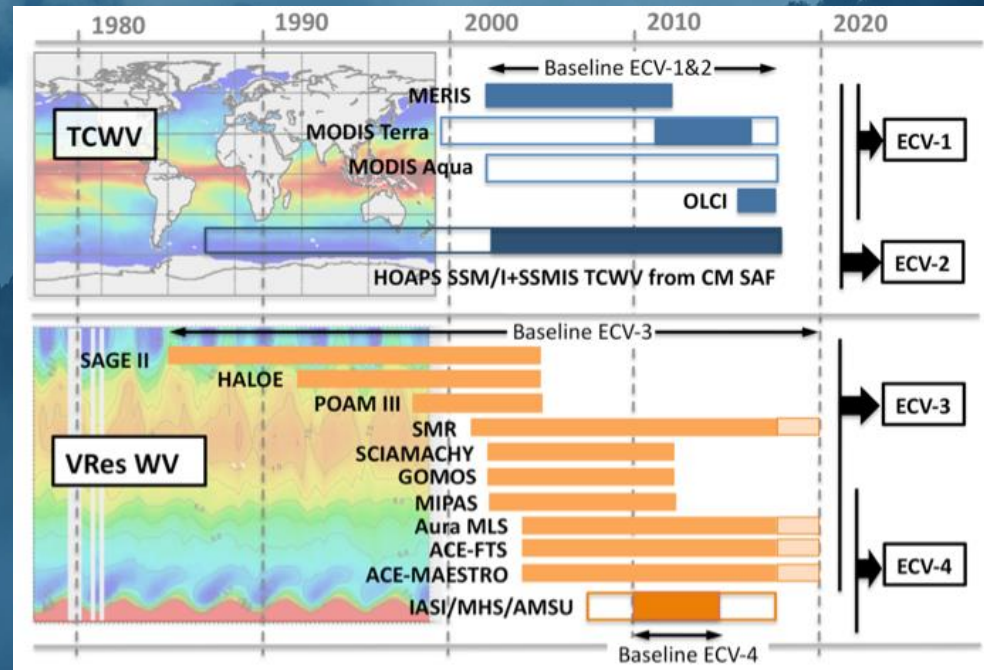 1980 1990 2000 2010 2020
Baseline ECV-1&2
MERIS
TCWV
MODIS Terra
ECV-1
MODIS Aqua
OLCI
ECV-2
HOAPS SSM/I+SSMIS TCWV from CM SAF
Baseline ECV-3
SAGE II
HALOE
POAM III
ECV-3
SMR
SCIAMACHY
VRes WV
GOMOS
MIPAS
Aura MLS
ACE-FTS
ECV-4
ACE-MAESTRO
IASI/MHS/AMSU
Baseline ECV-4